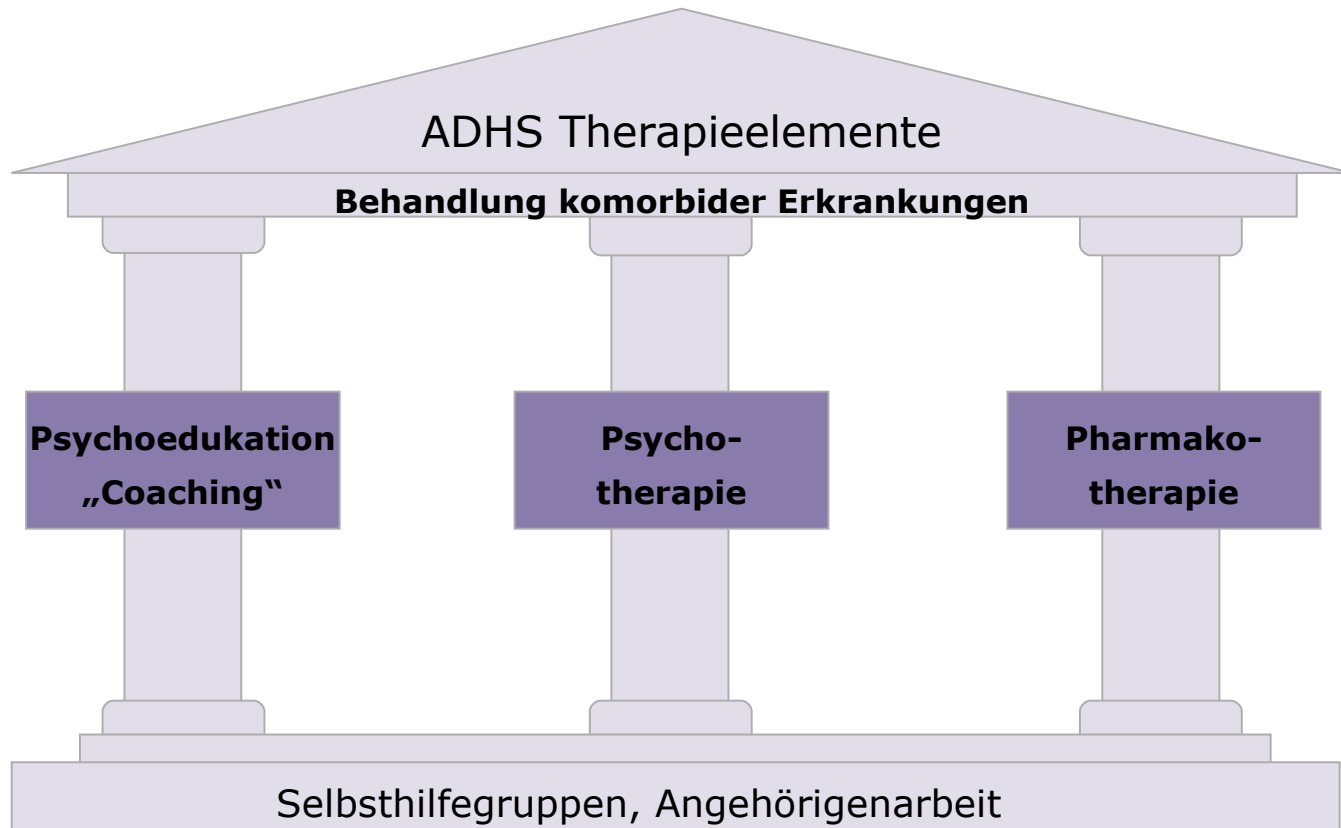 ADHS Therapieelemente
Behandlung komorbider Erkrankungen
Psychoedukation
„Coaching“
Psycho-
therapie
Pharmako-
therapie
Selbsthilfegruppen, Angehörigenarbeit